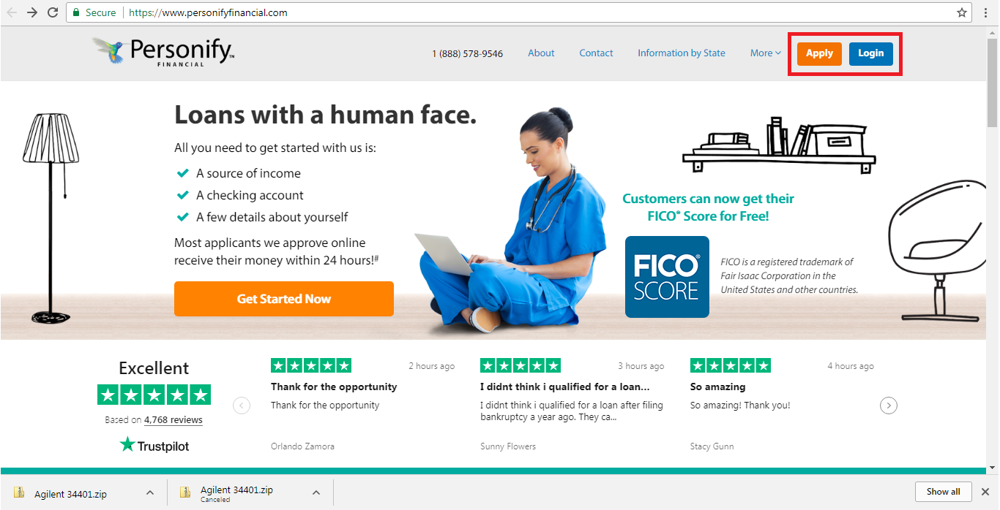 Secure
https://www.personifyfinancial.com
Personify™
FINANCIAL
1 (888) 578-9546
About
Contact
Information by State
More
Apply
Login
Loans with a human face.
All you need to get started with us is:
A source of income
A checking account
A few details about yourself
Most applicants we approve online
receive their money within 24 hours!#
Get Started Now
Customers can now get their
FICO® Score for Free!
FICO®
SCORE
FICO is a registered trademark of
Fair Isaac Corporation in the
United States and other countries.
Excellent
Based on 4,768 reviews
Trustpilot
2 hours ago
Thank for the opportunity
Thank for the opportunity
Orlando Zamora
3 hours ago
I didnt think i qualified for a loan...
I didnt think i qualified for a loan after filing
bankruptcy a year ago. They ca...
Sunny Flowers
4 hours ago
So amazing
So amazing! Thank you!
Stacy Gunn
Agilent 34401.zip
Agilent 34401.zip
Canceled
Show all